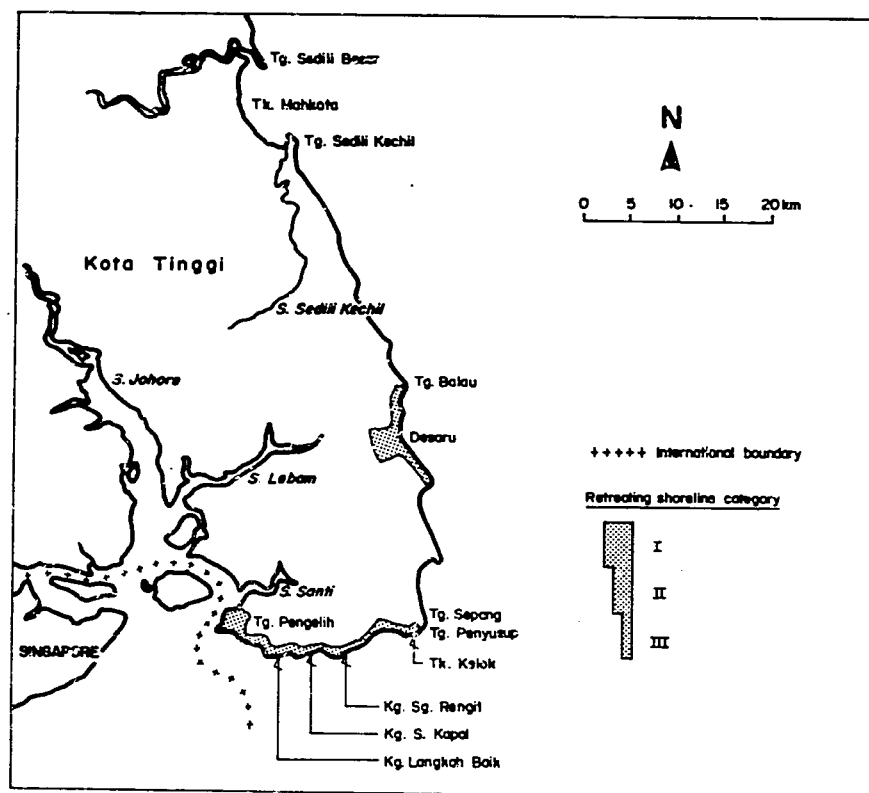 Tg. Sedili Besar
Tk. Mahkota
Tg. Sedili Kechil
N
0 5 10 15 20 km
Kota Tinggi
S. Sedili Kechil
S. Johore
Tg. Balau
Desaru
+++++ International boundary
S. Lebam
Retreating shoreline category
I
II
III
S. Santi
Tg. Pengelih
Tg. Sepang
Tg. Penyusup
SINGAPORE
Tk. Kalok
Kg. Sg. Rengit
Kg. S. Kapal
Kg. Langkah Baik